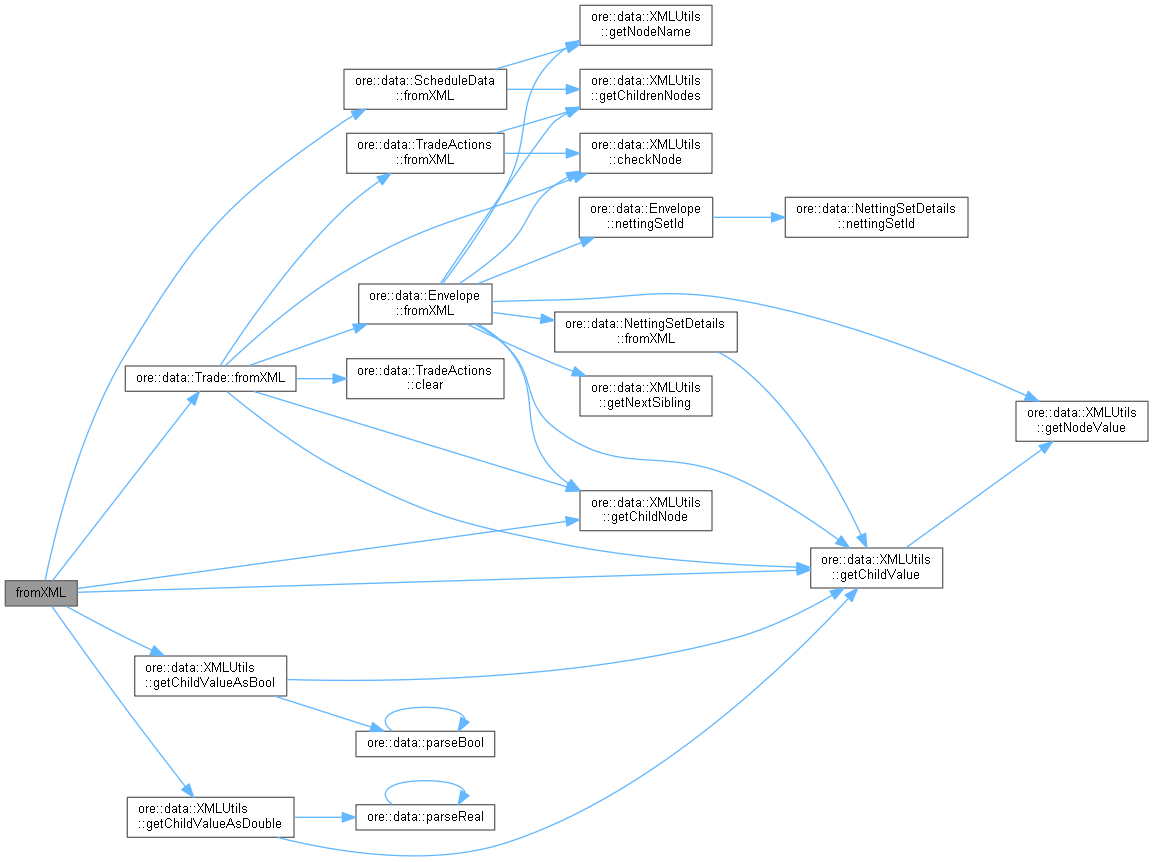 ore::data::XMLUtils
::getNodeName
ore::data::ScheduleData
::fromXML
ore::data::XMLUtils
::getChildrenNodes
ore::data::TradeActions
::fromXML
ore::data::XMLUtils
::checkNode
ore::data::Envelope
::nettingSetId
ore::data::NettingSetDetails
::nettingSetId
ore::data::Envelope
::fromXML
ore::data::NettingSetDetails
::fromXML
ore::data::Trade::fromXML
ore::data::TradeActions
::clear
ore::data::XMLUtils
::getNextSibling
ore::data::XMLUtils
::getNodeValue
ore::data::XMLUtils
::getChildNode
ore::data::XMLUtils
::getChildValue
fromXML
ore::data::XMLUtils
::getChildValueAsBool
ore::data::parseBool
ore::data::XMLUtils
::getChildValueAsDouble
ore::data::parseReal